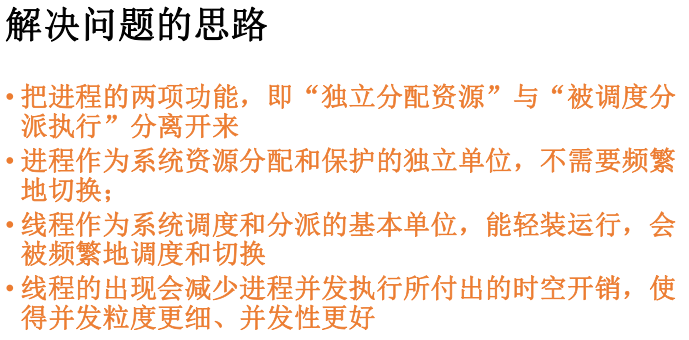 解决问题的思路
• 把进程的两项功能，即“独立分配资源”与“被调度分
派执行”分离开来
• 进程作为系统资源分配和保护的独立单位，不需要频繁
地切换；
• 线程作为系统调度和分派的基本单位，能轻装运行，会
被频繁地调度和切换
• 线程的出现会减少进程并发执行所付出的时空开销，使
得并发粒度更细、并发性更好